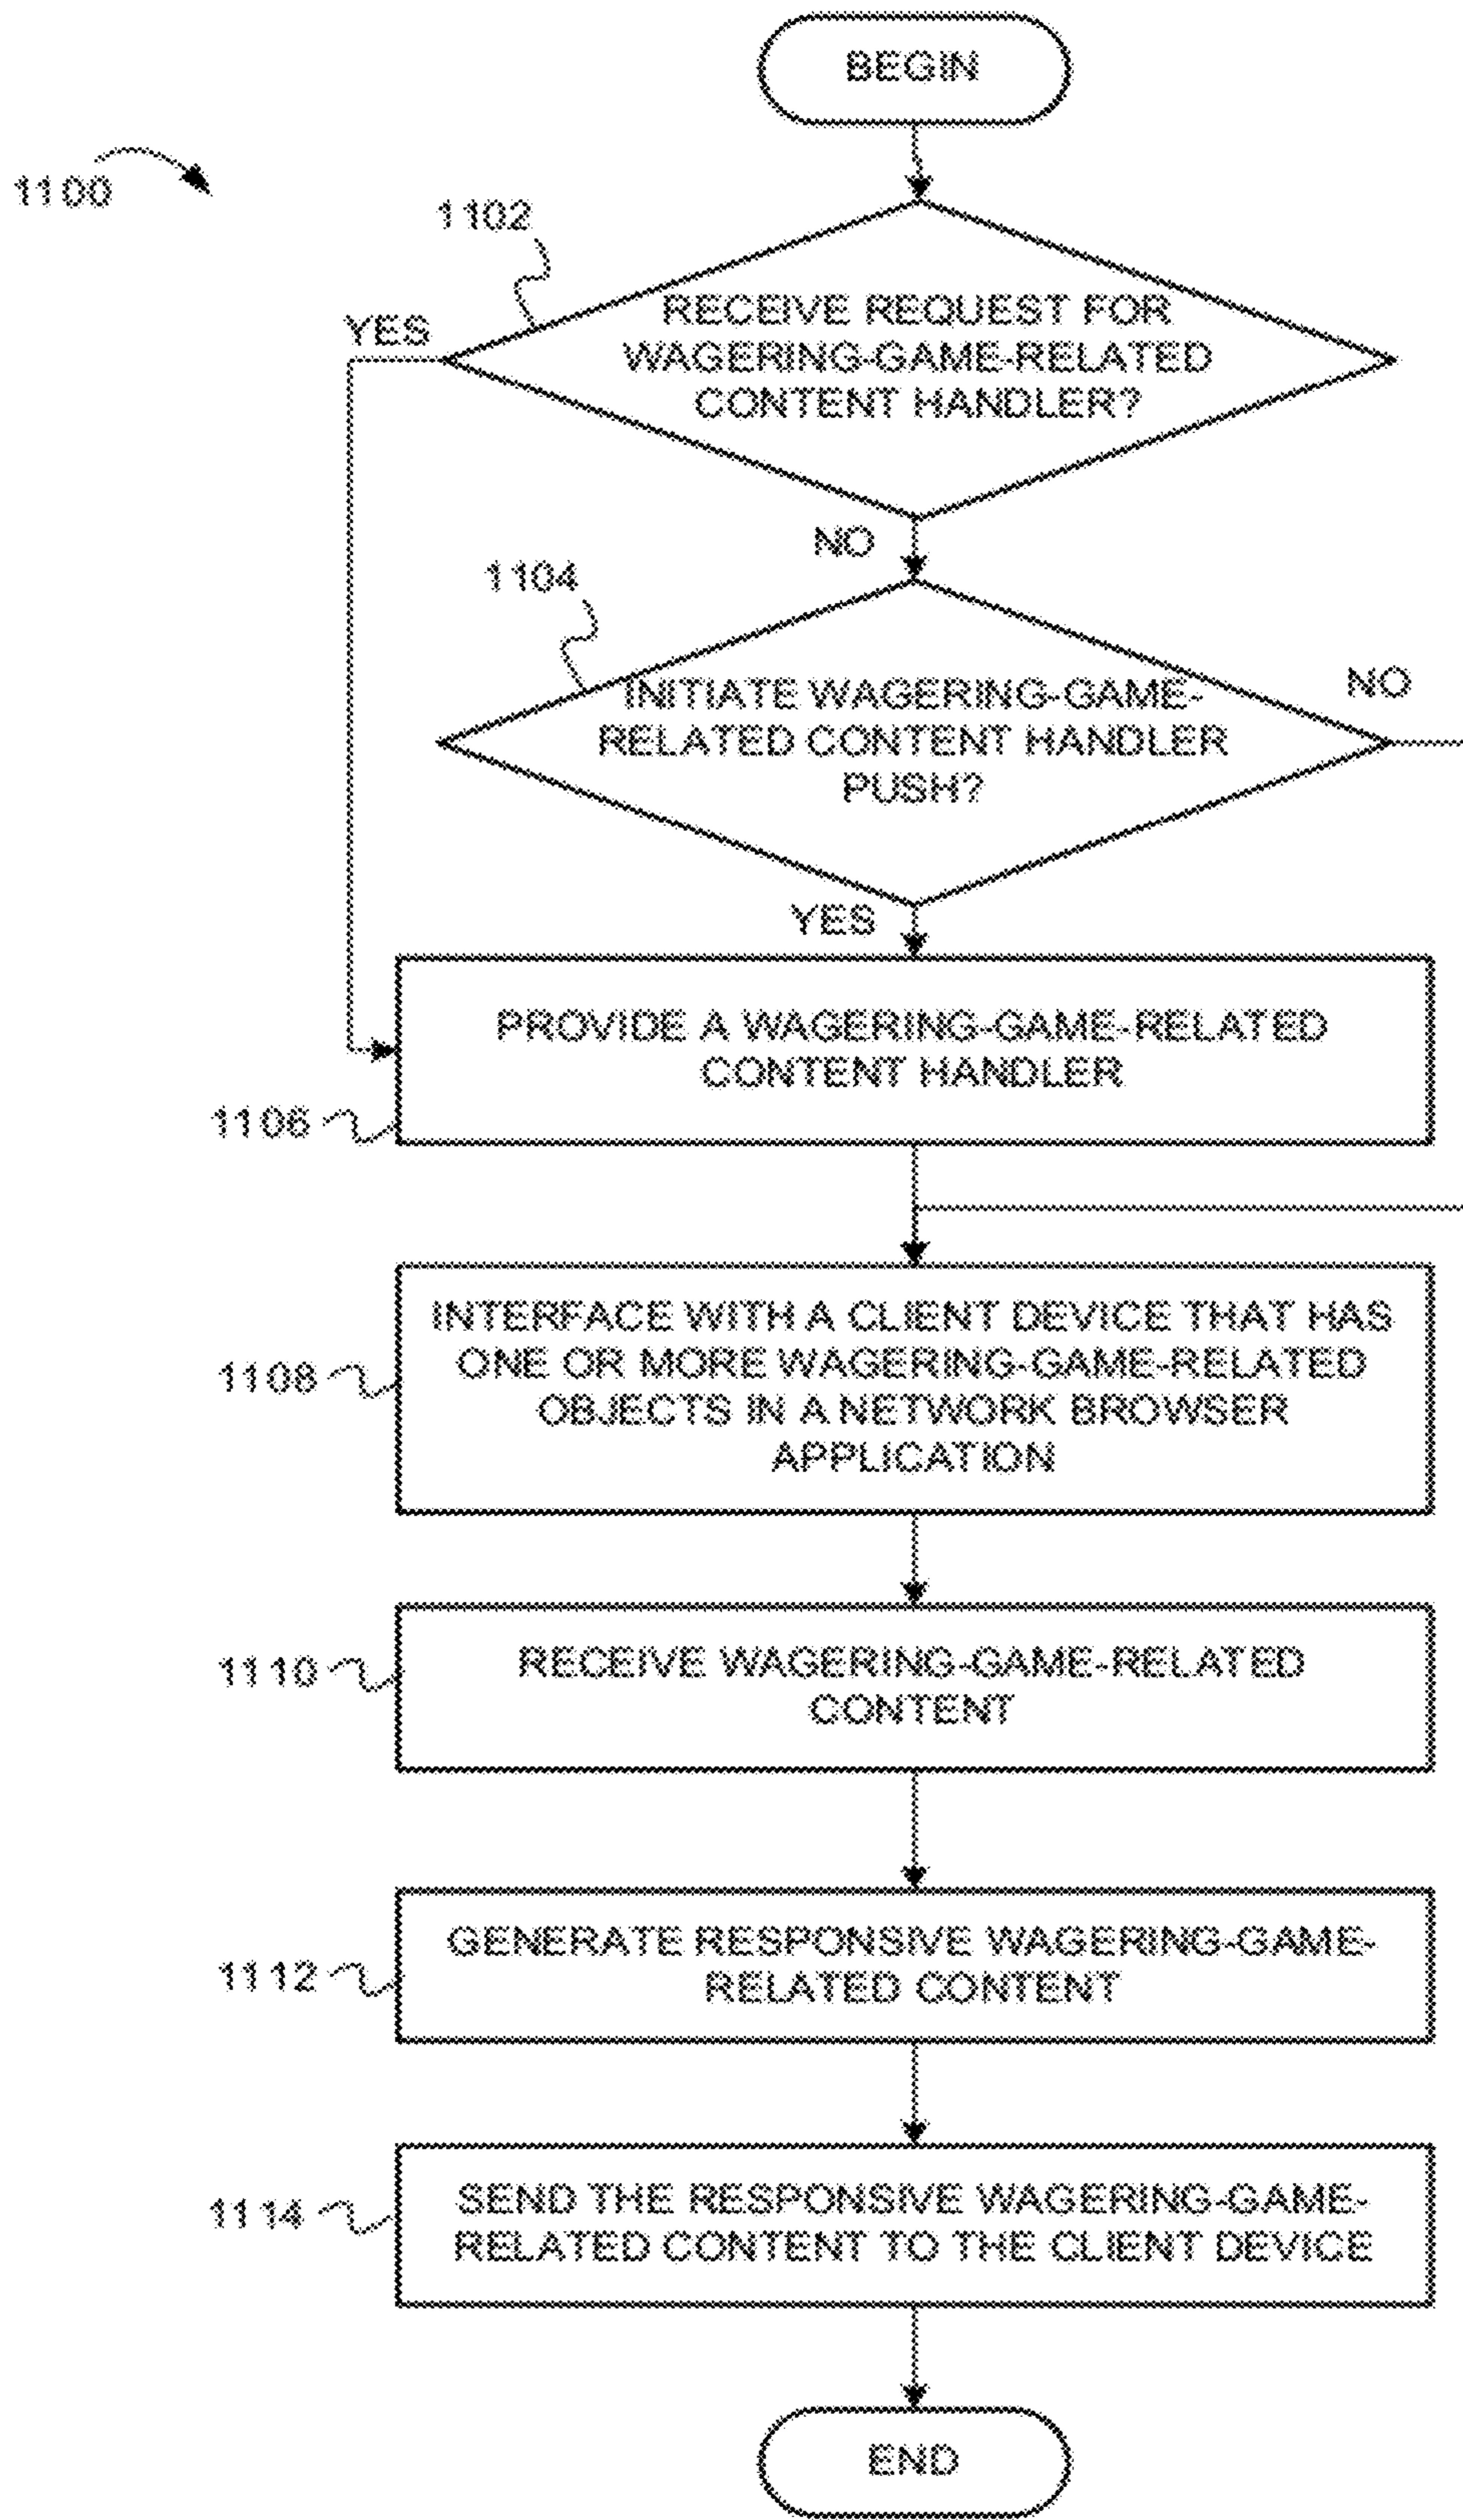 BEGIN
1100
1102
YES
RECEIVE REQUEST FOR
WAGERING-GAME-RELATED
CONTENT HANDLER?
NO
1104
INITIATE WAGERING-GAME-
RELATED CONTENT HANDLER
PUSH?
NO
YES
PROVIDE A WAGERING-GAME-RELATED
CONTENT HANDLER
1106
INTERFACE WITH A CLIENT DEVICE THAT HAS
ONE OR MORE WAGERING-GAME-RELATED
OBJECTS IN A NETWORK BROWSER
APPLICATION
1108
RECEIVE WAGERING-GAME-RELATED
CONTENT
1110
GENERATE RESPONSIVE WAGERING-GAME-
RELATED CONTENT
1112
SEND THE RESPONSIVE WAGERING-GAME-
RELATED CONTENT TO THE CLIENT DEVICE
1114
END